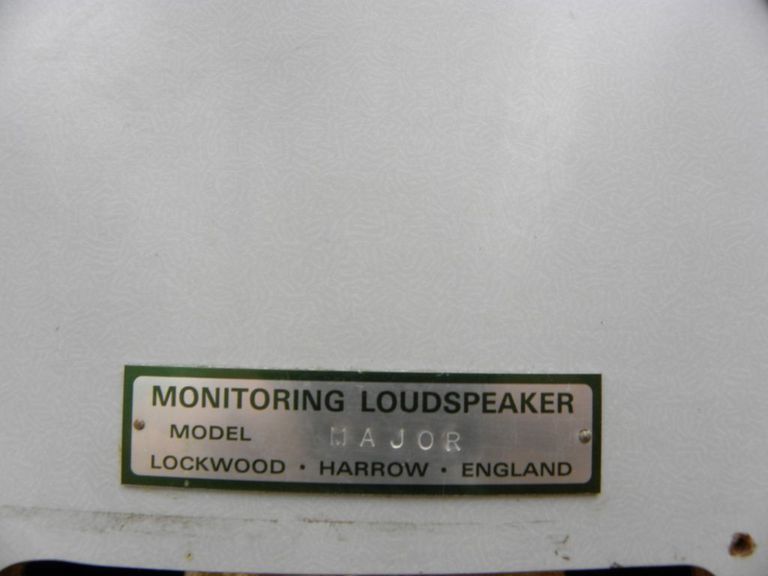 MONITORING LOUDSPEAKER
MODEL MAJOR
LOCKWOOD · HARROW · ENGLAND